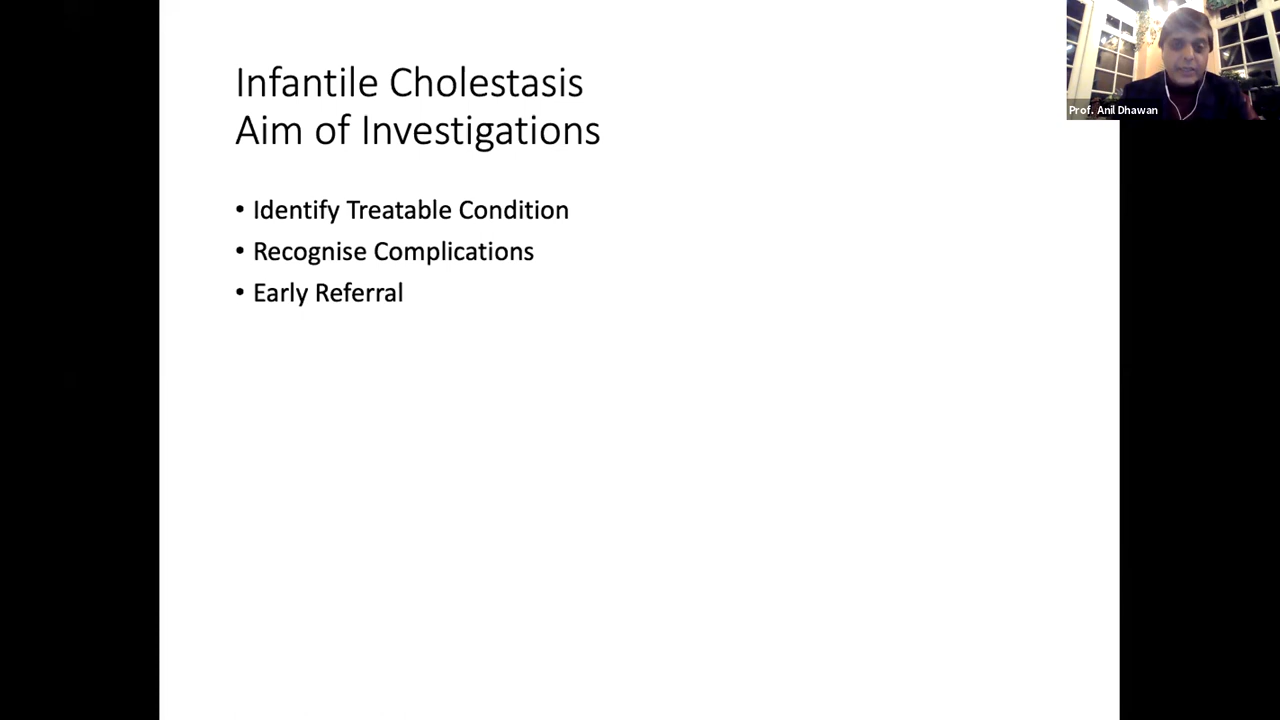 Infantile Cholestasis
Aim of Investigations
• Identify Treatable Condition
• Recognise Complications
• Early Referral
Prof. Anil Dhawan